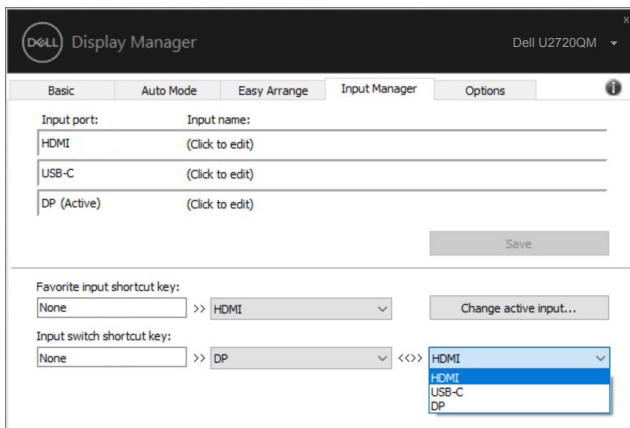 x
DELL Display Manager Dell U2720QM
Basic Auto Mode Easy Arrange Input Manager Options i
Input port: Input name:
HDMI (Click to edit)
USB-C (Click to edit)
DP (Active) (Click to edit)
Save
Favorite input shortcut key:
None >> HDMI Change active input...
Input switch shortcut key:
None >> DP <<>> HDMI
HDMI
USB-C
DP